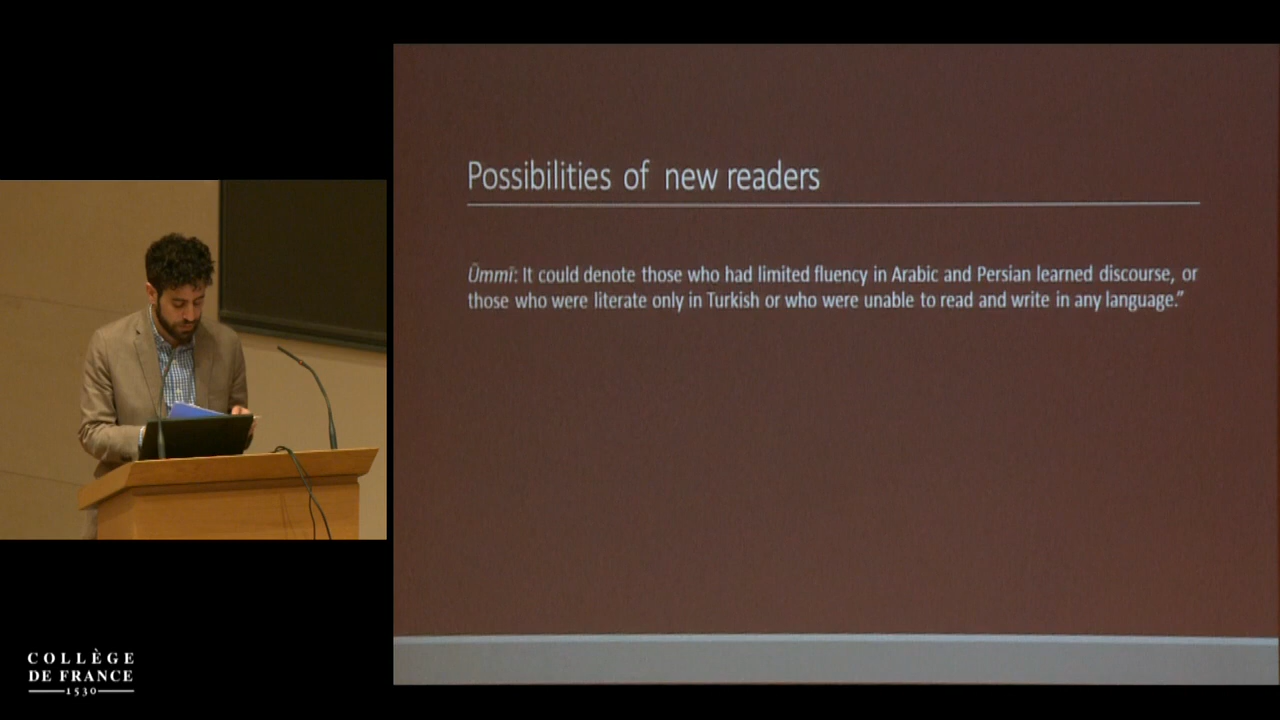 Possibilities of new readers
Ümmî: It could denote those who had limited fluency in Arabic and Persian learned discourse, or
those who were literate only in Turkish or who were unable to read and write in any language.”
COLLÈGE
DE FRANCE
1530